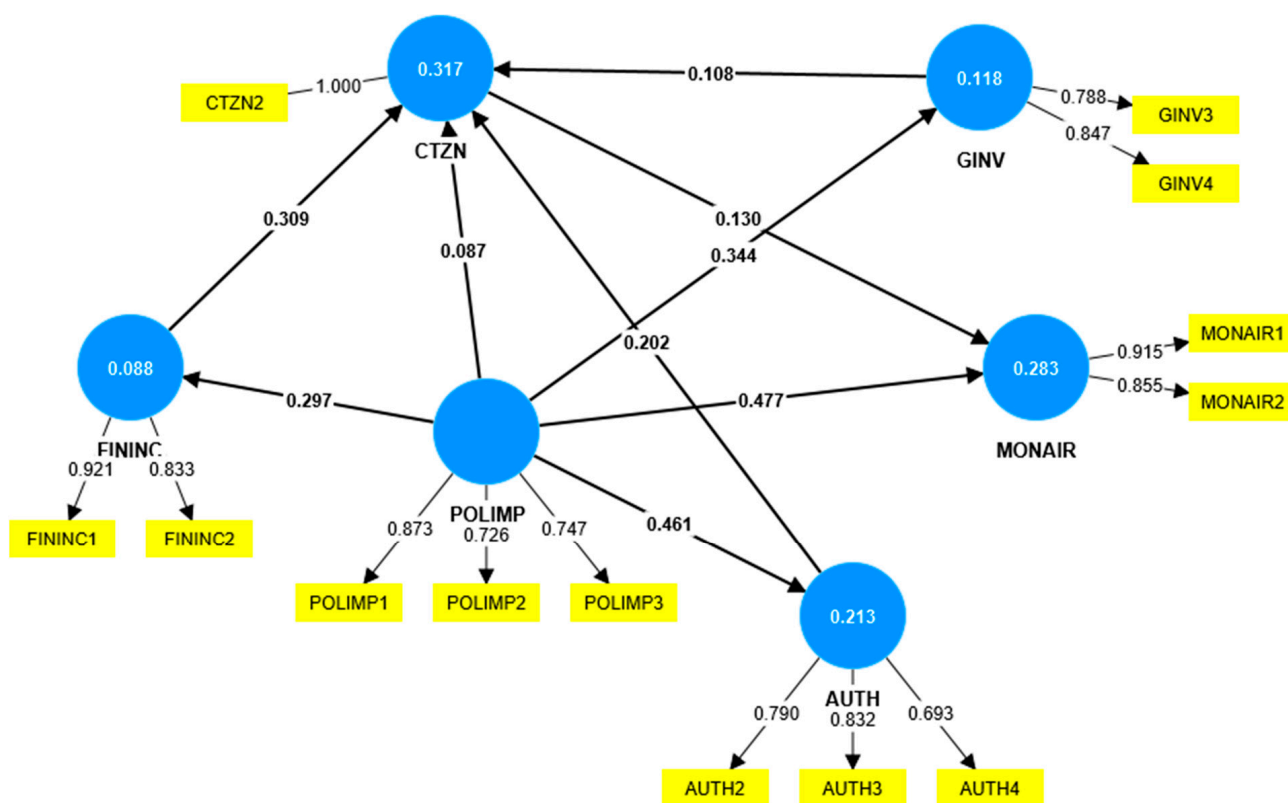 0.317
0.118
0.108
1.000
CTZN2
0.788
GINV3
CTZN
GINV
0.847
GINV4
0.309
0.130
0.087
0.344
0.202
MONAIR1
0.915
0.088
0.283
0.855
0.297
0.477
MONAIR2
FININC
MONAIR
0.921
0.833
POLIMP
0.873
0.726
0.747
0.461
FININC1
FININC2
POLIMP1
POLIMP2
POLIMP3
0.213
AUTH
0.790
0.832
0.693
AUTH2
AUTH3
AUTH4